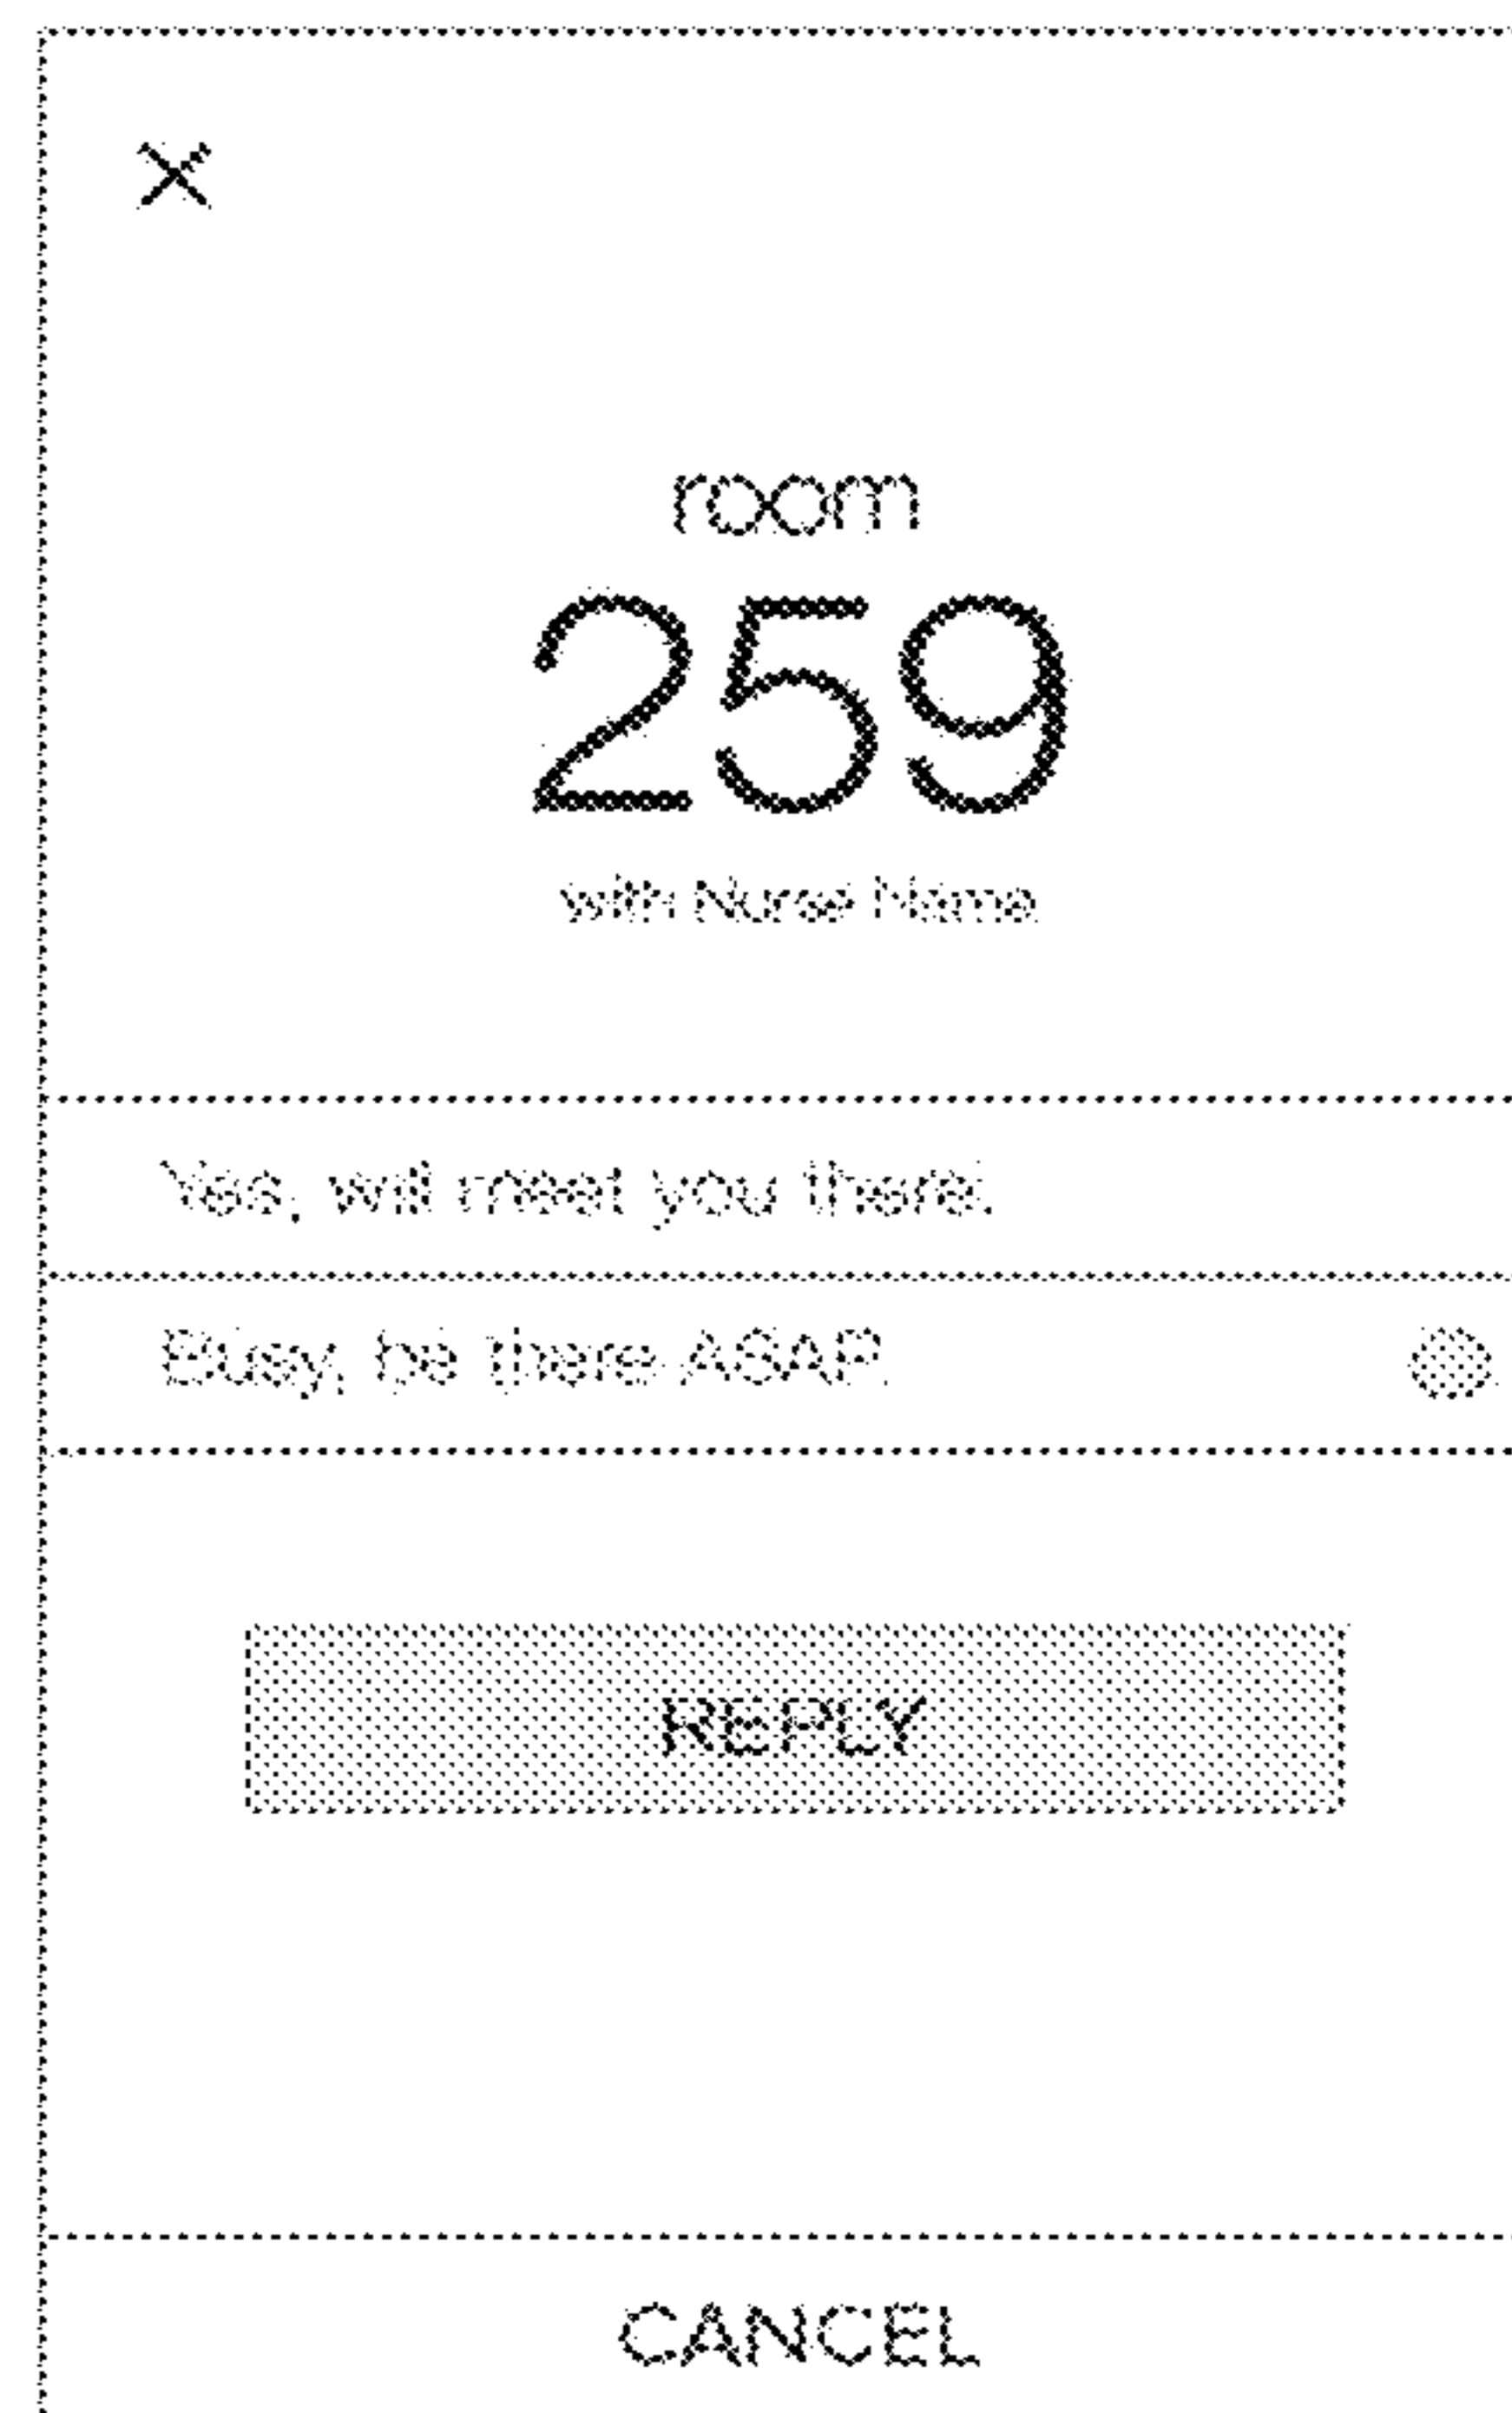 room
259
with Nurse Name
Yes, will meet you there.
Busy, be there ASAP.
REPLY
CANCEL